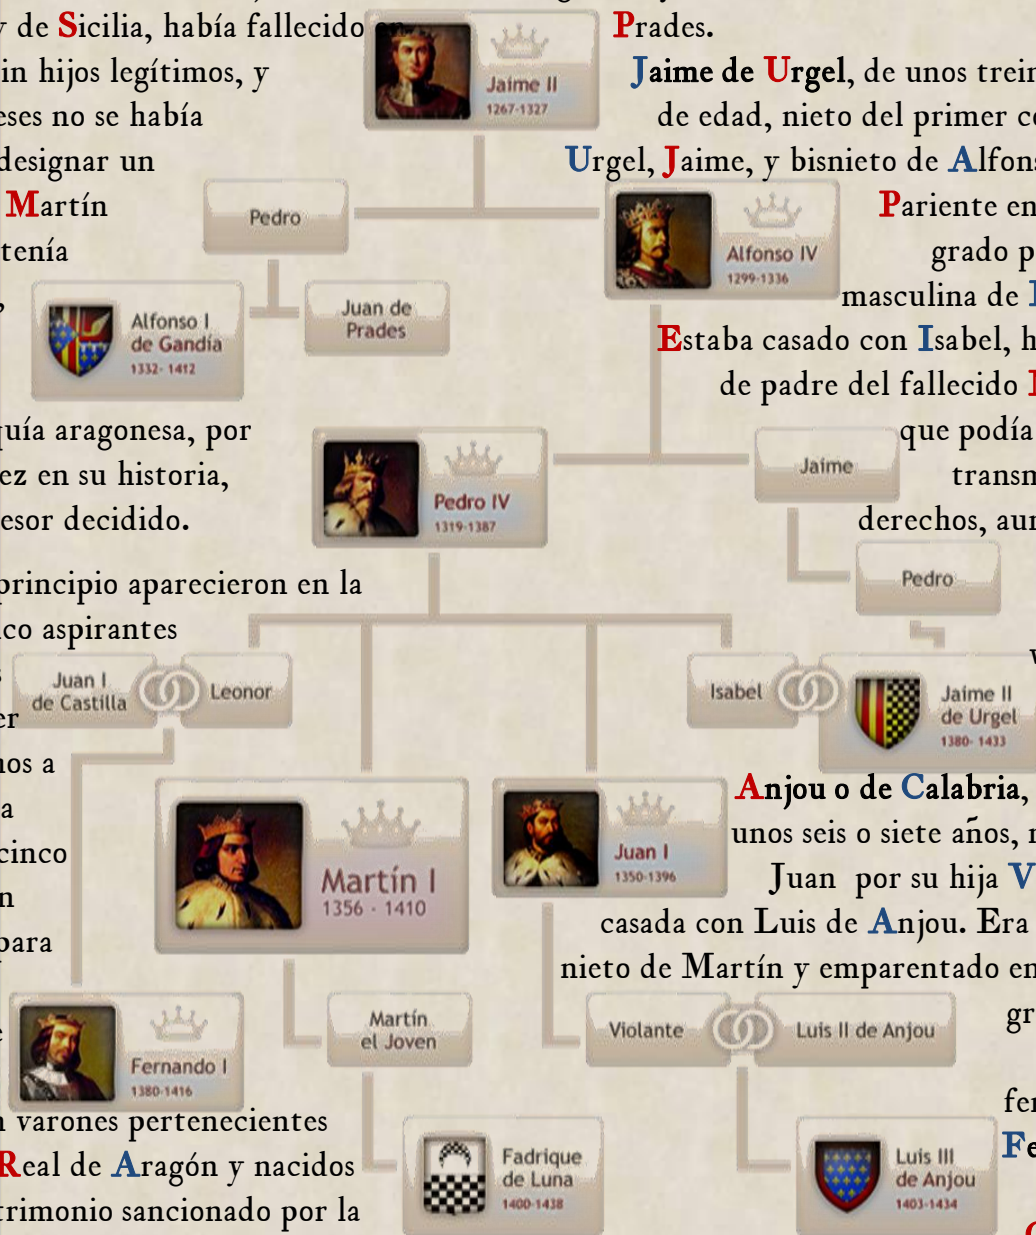 y de Sicilia, había fallecido en
in hijos legítimos, y
eses no se había
designar un
Martín
tenía
Prades.
Jaime de Urgel, de unos trein
de edad, nieto del primer co
Urgel, Jaime, y bisnieto de Alfons
Pariente en
grado p
masculina de
Estaba casado con Isabel, h
de padre del fallecido
que podía
transm
derechos, aun
Jaime II
1267-1327
Pedro
Alfonso IV
1299-1336
Alfonso I
de Gandía
1332- 1412
Juan de
Prades
uía aragonesa, por
ez en su historia,
esor decidido.
Pedro IV
1319-1387
Jaime
Pedro
principio aparecieron en la
co aspirantes
er
nos a
a
cinco
n
para
Juan I
de Castilla
Leonor
Isabel
Jaime II
de Urgel
1380- 1433
Martín I
1356 - 1410
Juan I
1350-1396
Anjou o de Calabria,
unos seis o siete años, n
Juan por su hija V
casada con Luis de Anjou. Era
nieto de Martín y emparentado en
gr
Fernando I
1380-1416
Martín
el Joven
Violante
Luis II de Anjou
n varones pertenecientes
Real de Aragón y nacidos
trimonio sancionado por la
Fadrique
de Luna
1400-1438
Luis III
de Anjou
1403-1434
fer
Fe